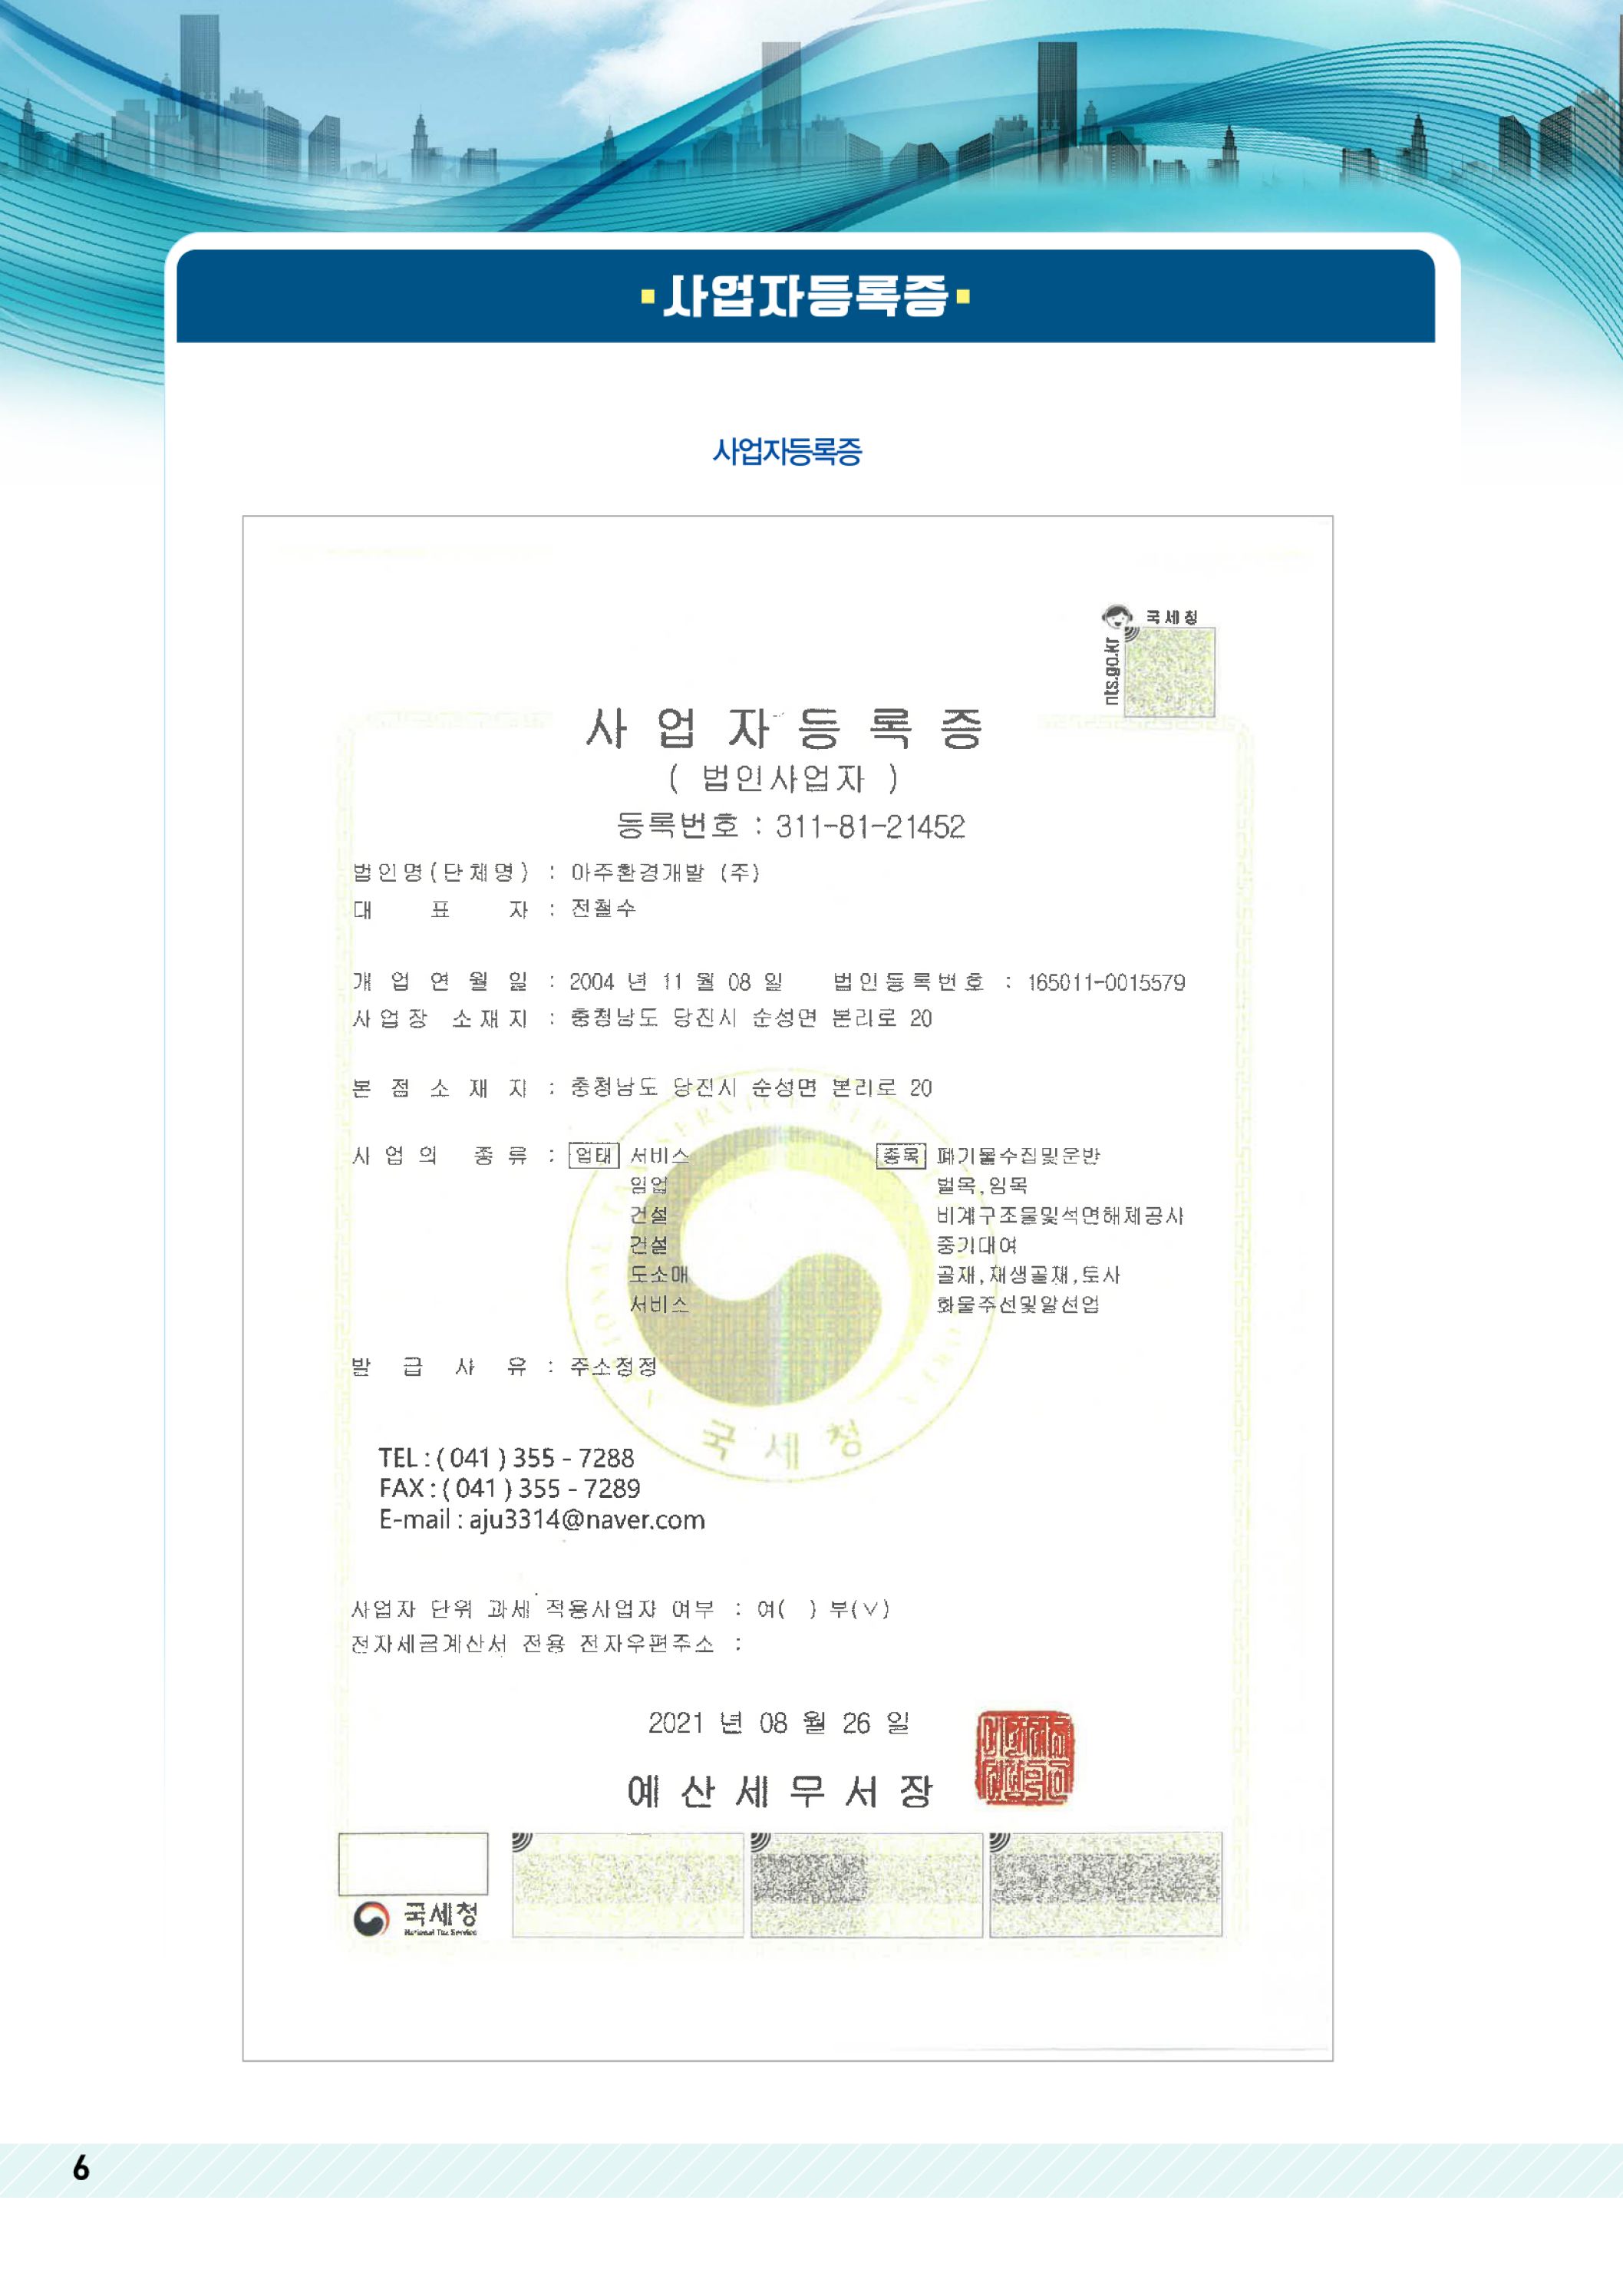 사업자등록증
사업자등록증
국세청
nts.go.kr
사업자등록증
( 법인사업자 )
등록번호 : 311-81-21452
법인명(단체명) : 아주환경개발 (주)
대 표 자 : 전철수
개 업 연 월 일 : 2004 년 11 월 08 일 법인등록번호 : 165011-0015579
사업장 소재지 : 충청남도 당진시 순성면 본리로 20
본 점 소 재 지 : 충청남도 당진시 순성면 본리로 20
사 업 의 종 류 : 업태 서비스 종목 폐기물수집및운반
임업 벌목,임목
건설 비계구조물및석면해체공사
건설 중기대여
도소매 골재,재생골재,토사
서비스 화물주선및알선업
발 급 사 유 : 주소정정
국세청
TEL : ( 041 ) 355 - 7288
FAX : ( 041 ) 355 - 7289
E-mail : aju3314@naver.com
사업자 단위 과세 적용사업자 여부 : 여( ) 부(∨)
전자세금계산서 전용 전자우편주소 :
2021 년 08 월 26 일
예 산 세 무 서 장
국세청
National Tax Service
6